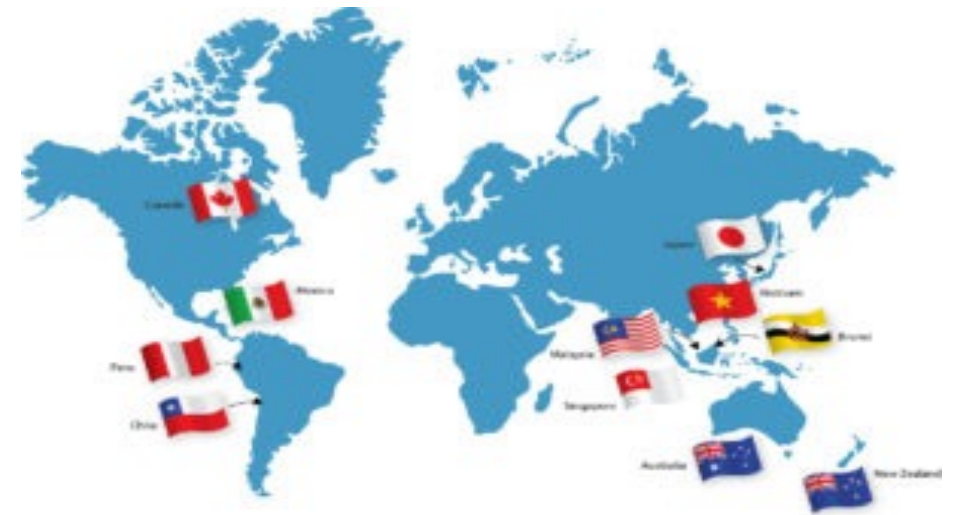 Canada
Japan
Mexico
Vietnam
Brunei
Malaysia
Peru
Singapore
Chile
Australia
New Zealand